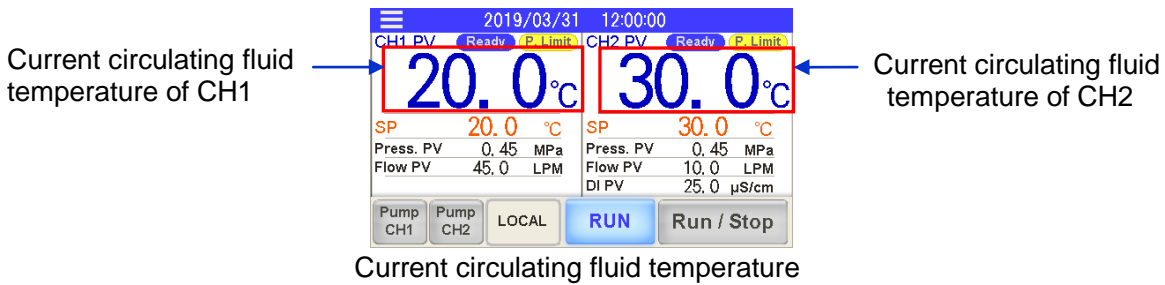 2019/03/31 12:00:00
CH1 PV Ready P. Limit CH2 PV Ready P. Limit
Current circulating fluid
temperature of CH1
20. 0 ℃ 30. 0 ℃
Current circulating fluid
temperature of CH2
SP 20. 0 ℃ SP 30. 0 ℃
Press. PV 0. 45 MPa Press. PV 0. 45 MPa
Flow PV 45. 0 LPM Flow PV 10. 0 LPM
DI PV 25. 0 µS/cm
Pump CH1 Pump CH2 LOCAL RUN Run / Stop
Current circulating fluid temperature